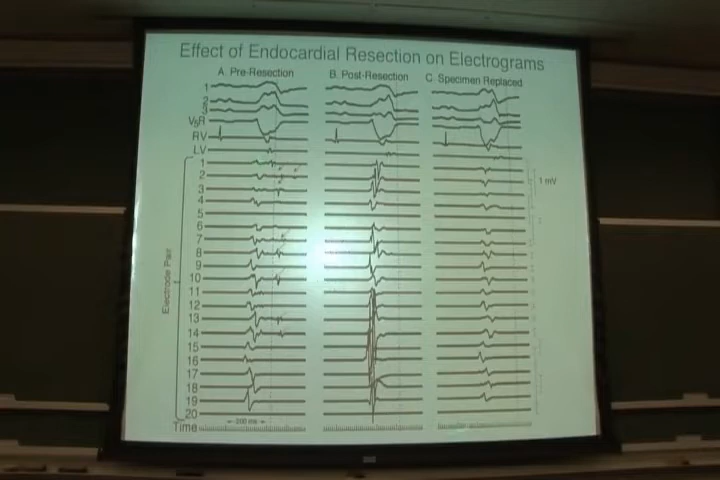 Effect of Endocardial Resection on Electrograms
A. Pre-Resection B. Post-Resection C. Specimen Replaced
1
2
3
V5R
RV
LV
1
2
3
4
5
6
7
8
9
10
11
12
13
14
15
16
17
18
19
20
Electrode Pair
1 mV
200 ms
Time